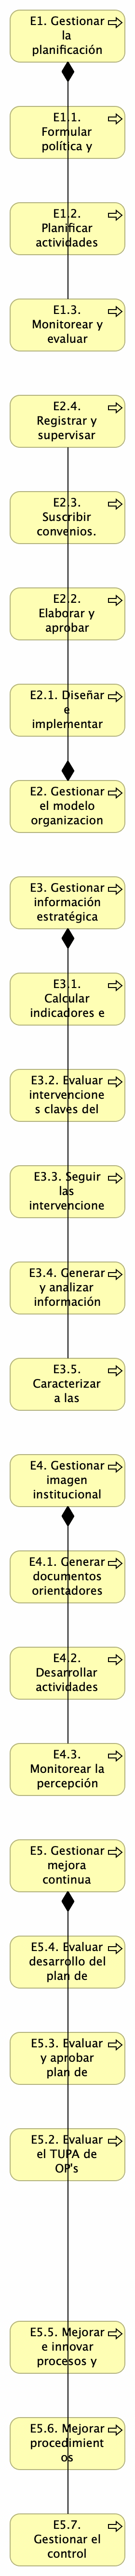 E1. Gestionar
la
planificación
E1.1.
Formular
política y
E1.2.
Planificar
actividades
E1.3.
Monitorear y
evaluar
E2.4.
Registrar y
supervisar
E2.3.
Suscribir
convenios.
E2.2.
Elaborar y
aprobar
E2.1. Diseñar
e
implementar
E2. Gestionar
el modelo
organizacion
E3. Gestionar
información
estratégica
E3.1.
Calcular
indicadores e
E3.2. Evaluar
intervencione
s claves del
E3.3. Seguir
las
intervencione
E3.4. Generar
y analizar
información
E3.5.
Caracterizar
a las
E4. Gestionar
imagen
institucional
E4.1. Generar
documentos
orientadores
E4.2.
Desarrollar
actividades
E4.3.
Monitorear la
percepción
E5. Gestionar
mejora
continua
E5.4. Evaluar
desarrollo del
plan de
E5.3. Evaluar
y aprobar
plan de
E5.2. Evaluar
el TUPA de
OP's
E5.5. Mejorar
e innovar
procesos y
E5.6. Mejorar
procedimient
os
E5.7.
Gestionar el
control